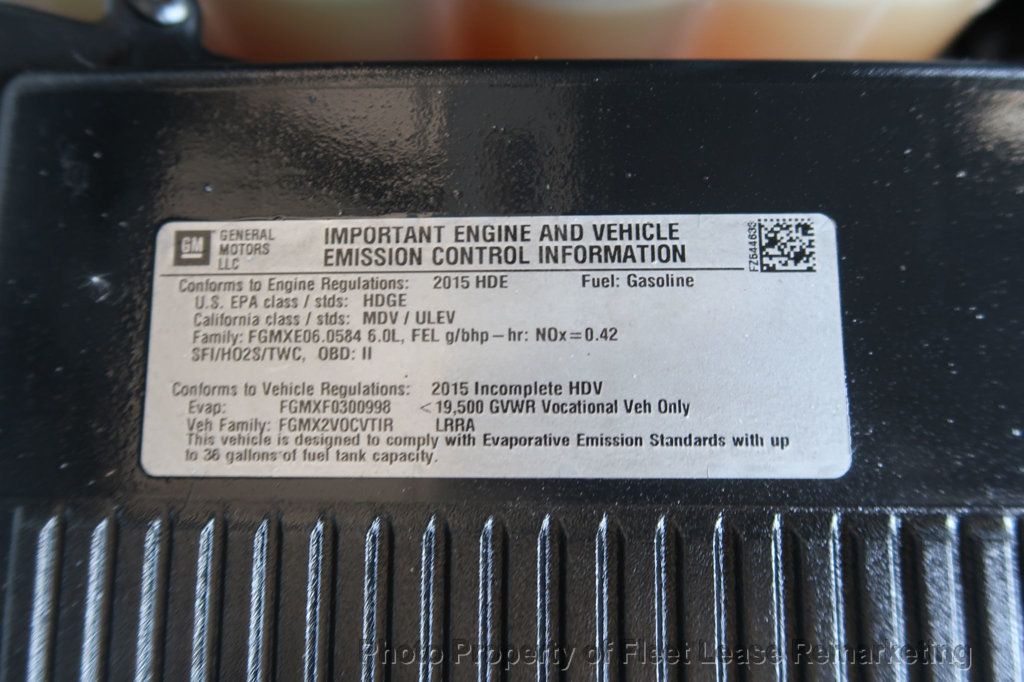 GM
GENERAL
MOTORS
LLC
IMPORTANT ENGINE AND VEHICLE
EMISSION CONTROL INFORMATION
FZ644633
Conforms to Engine Regulations: 2015 HDE Fuel: Gasoline
U.S. EPA class / stds: HDGE
California class / stds: MDV / ULEV
Family: FGMXE06.0584 6.0L, FEL g/bhp-hr: NOx=0.42
SFI/HO2S/TWC, OBD: II
Conforms to Vehicle Regulations: 2015 Incomplete HDV
Evap: FGMXF0300998 <19,500 GVWR Vocational Veh Only
Veh Family: FGMX2VOCVTIR LRRA
This vehicle is designed to comply with Evaporative Emission Standards with up
to 36 gallons of fuel tank capacity.
Photo Property of Fleet Lease Remarketing